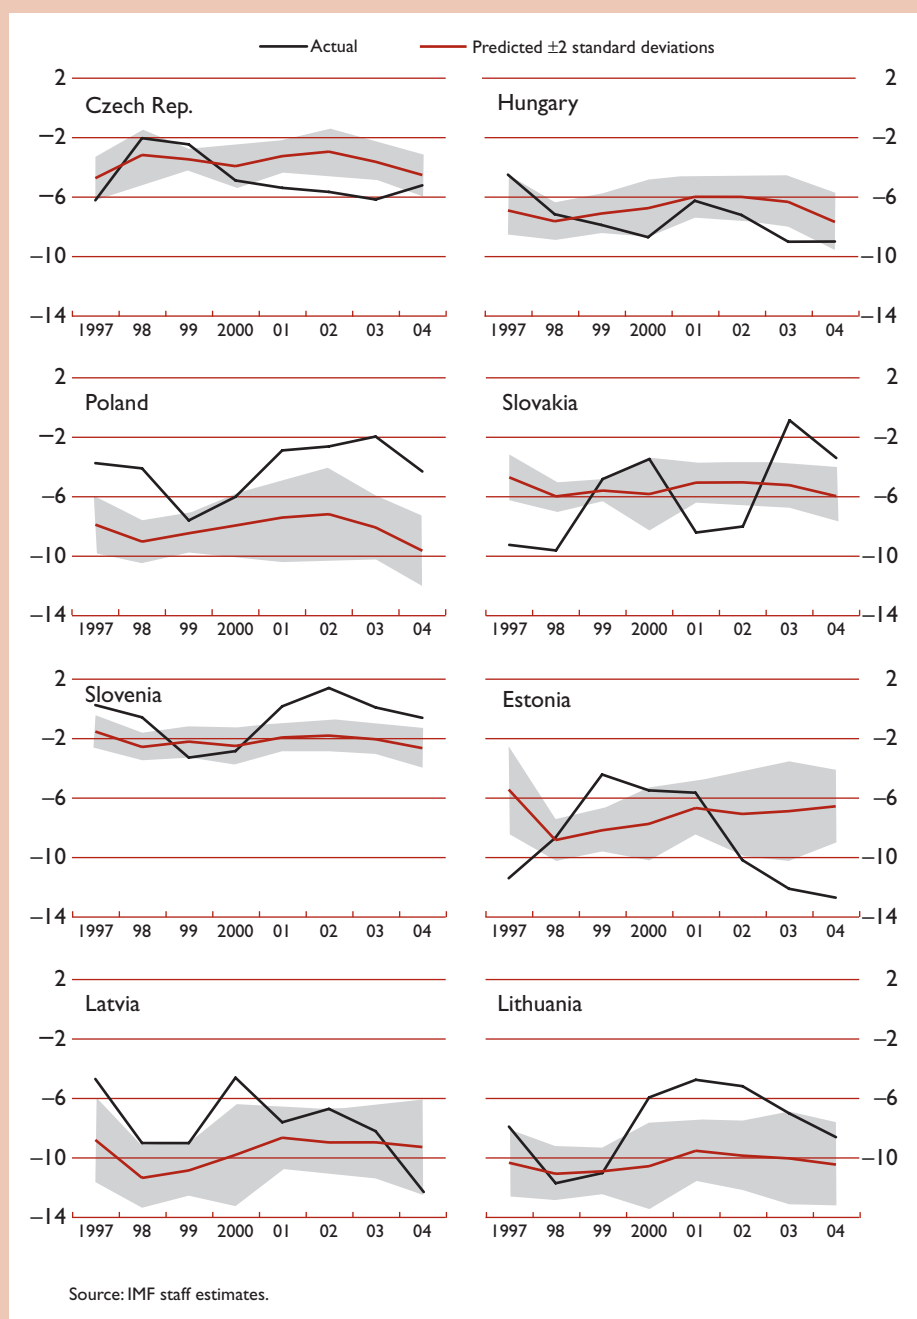 Actual Predicted ±2 standard deviations
2 2
Czech Rep. Hungary
−2 –2
−6 –6
–10 –10
–14 –14
1997 98 99 2000 01 02 03 04 1997 98 99 2000 01 02 03 04
2 2
Poland Slovakia
−2 –2
–6 –6
–10 –10
–14 –14
1997 98 99 2000 01 02 03 04 1997 98 99 2000 01 02 03 04
2 2
Slovenia Estonia
–2 –2
–6 –6
–10 –10
–14 –14
1997 98 99 2000 01 02 03 04 1997 98 99 2000 01 02 03 04
2 2
Latvia Lithuania
−2 –2
–6 –6
–10 –10
–14 –14
1997 98 99 2000 01 02 03 04 1997 98 99 2000 01 02 03 04
Source: IMF staff estimates.